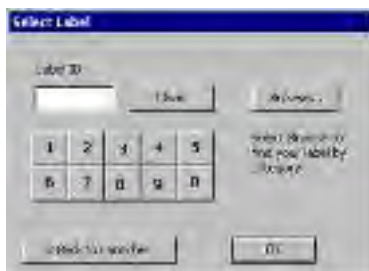 Select Label
Label ID
Clear
Browse...
1 2 3 4 5
6 7 8 9 0
Select Browse to
find your label by
category
OK